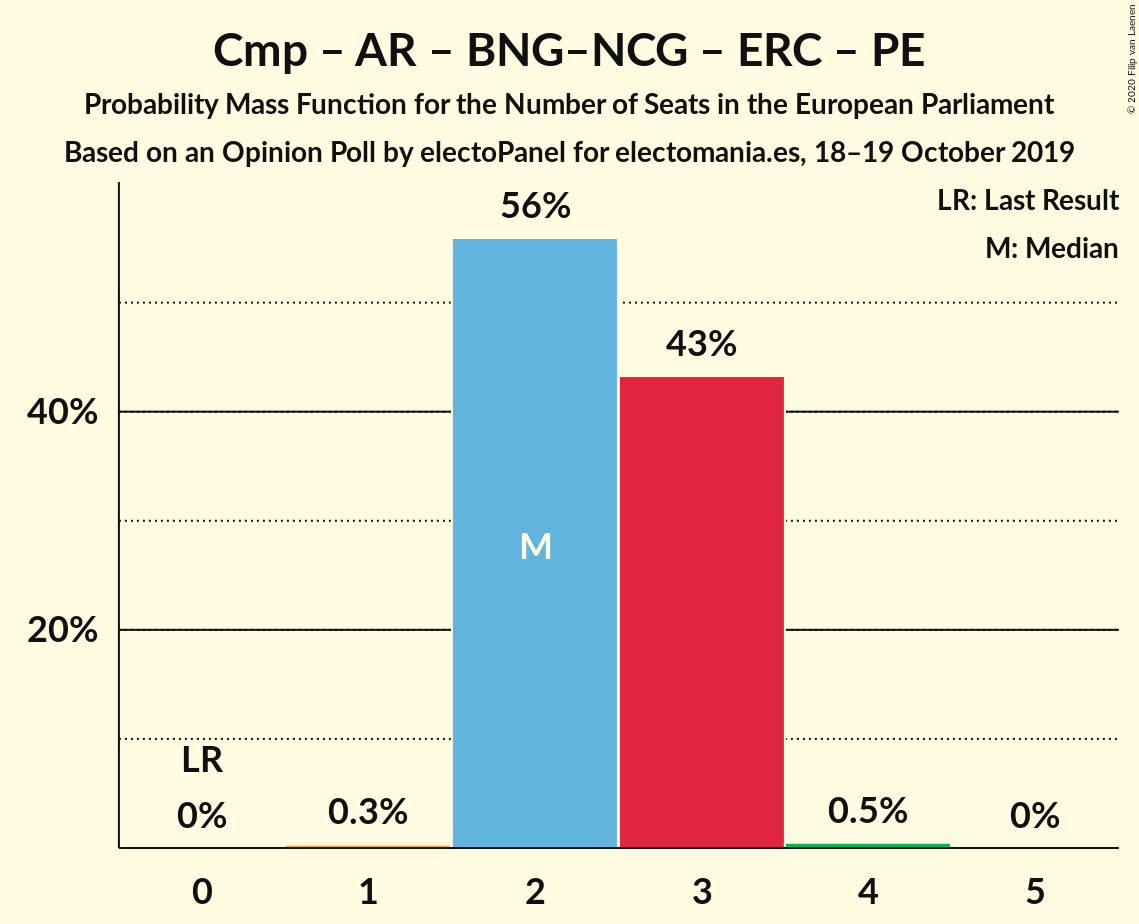 Cmp – AR – BNG–NCG – ERC – PE
Probability Mass Function for the Number of Seats in the European Parliament
Based on an Opinion Poll by electoPanel for electomania.es, 18–19 October 2019
© 2020 Filip van Laenen
LR: Last Result
M: Median
56%
43%
40%
M
20%
LR
0%
0.3%
0.5%
0%
0
1
2
3
4
5